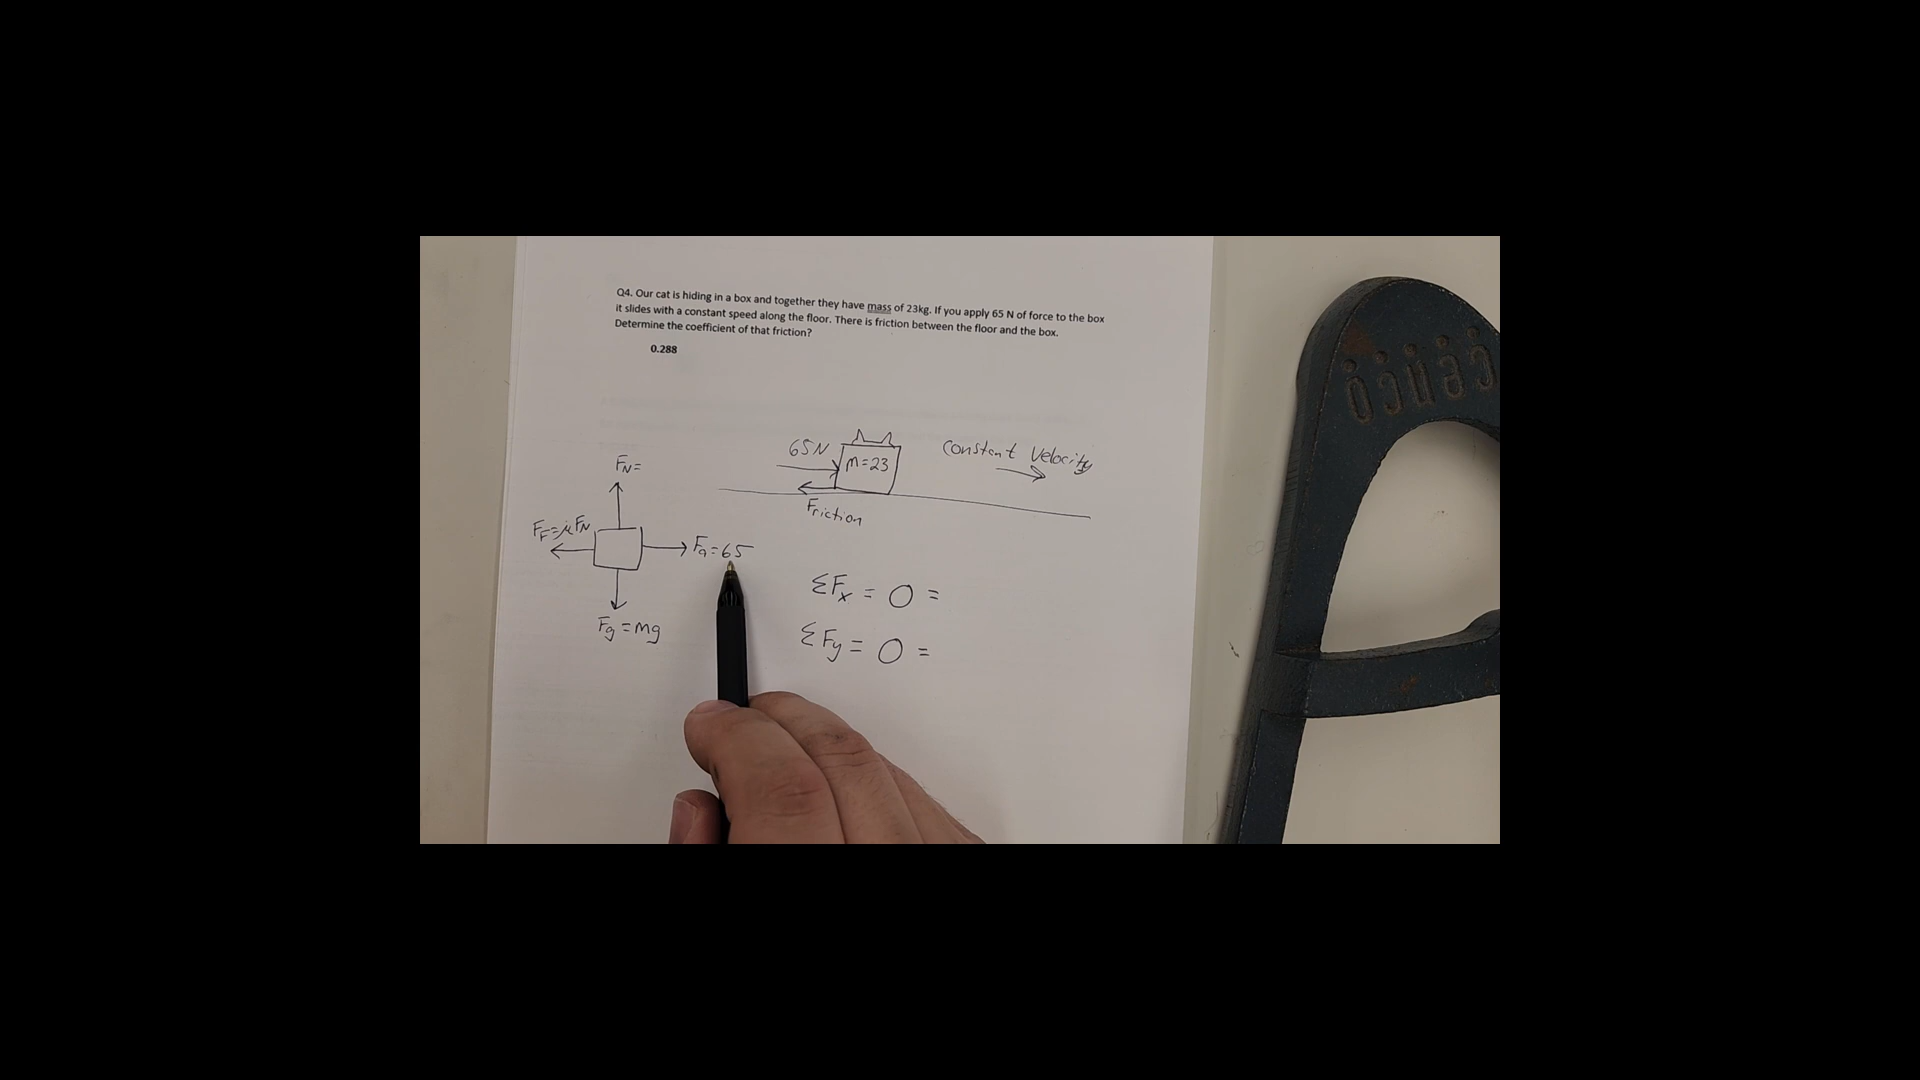 Q4. Our cat is hiding in a box and together they have mass of 23kg. If you apply 65 N of force to the box
it slides with a constant speed along the floor. There is friction between the floor and the box.
Determine the coefficient of that friction?
0.288
65N
m=23
Constant Velocity
Friction
FN=
FF=μFN
Fa=65
Fg=mg
ΣFx = 0 =
ΣFy = 0 =